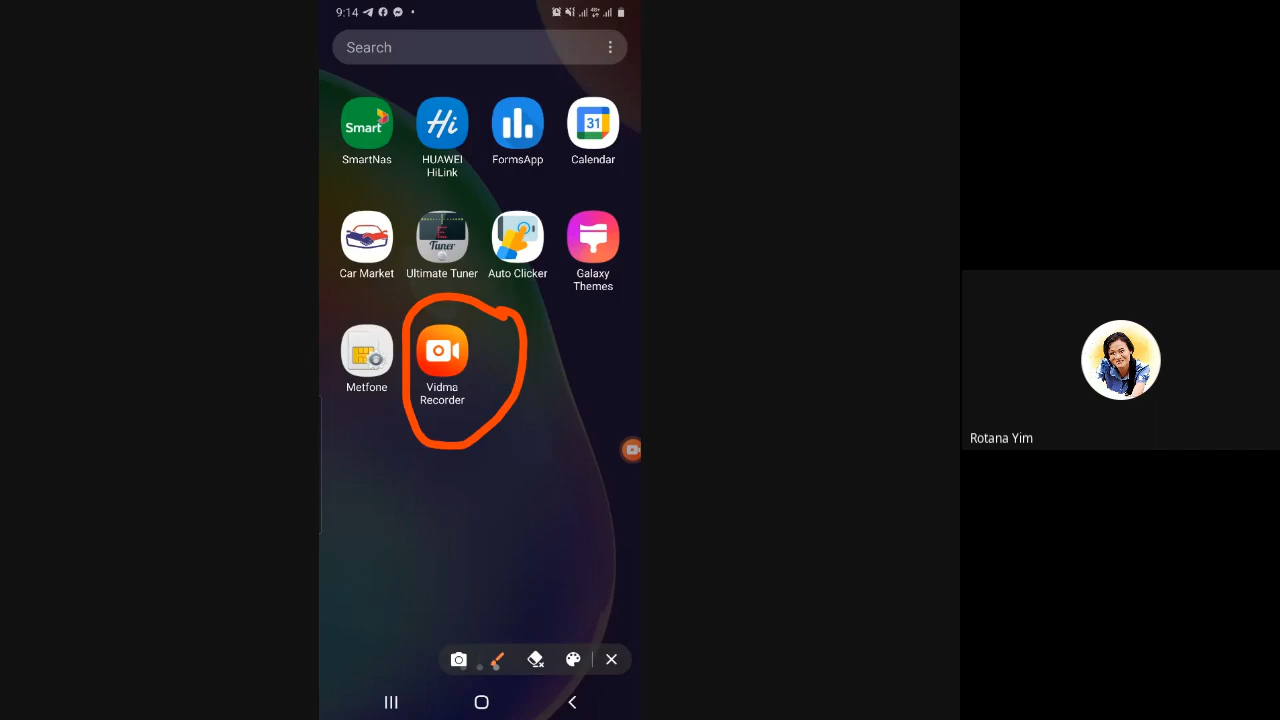 9:14
Search
Smart
Hi
31
SmartNas
HUAWEI
HiLink
FormsApp
Calendar
E
Tuner
Car Market
Ultimate Tuner
Auto Clicker
Galaxy
Themes
Metfone
Vidma
Recorder
Rotana Yim